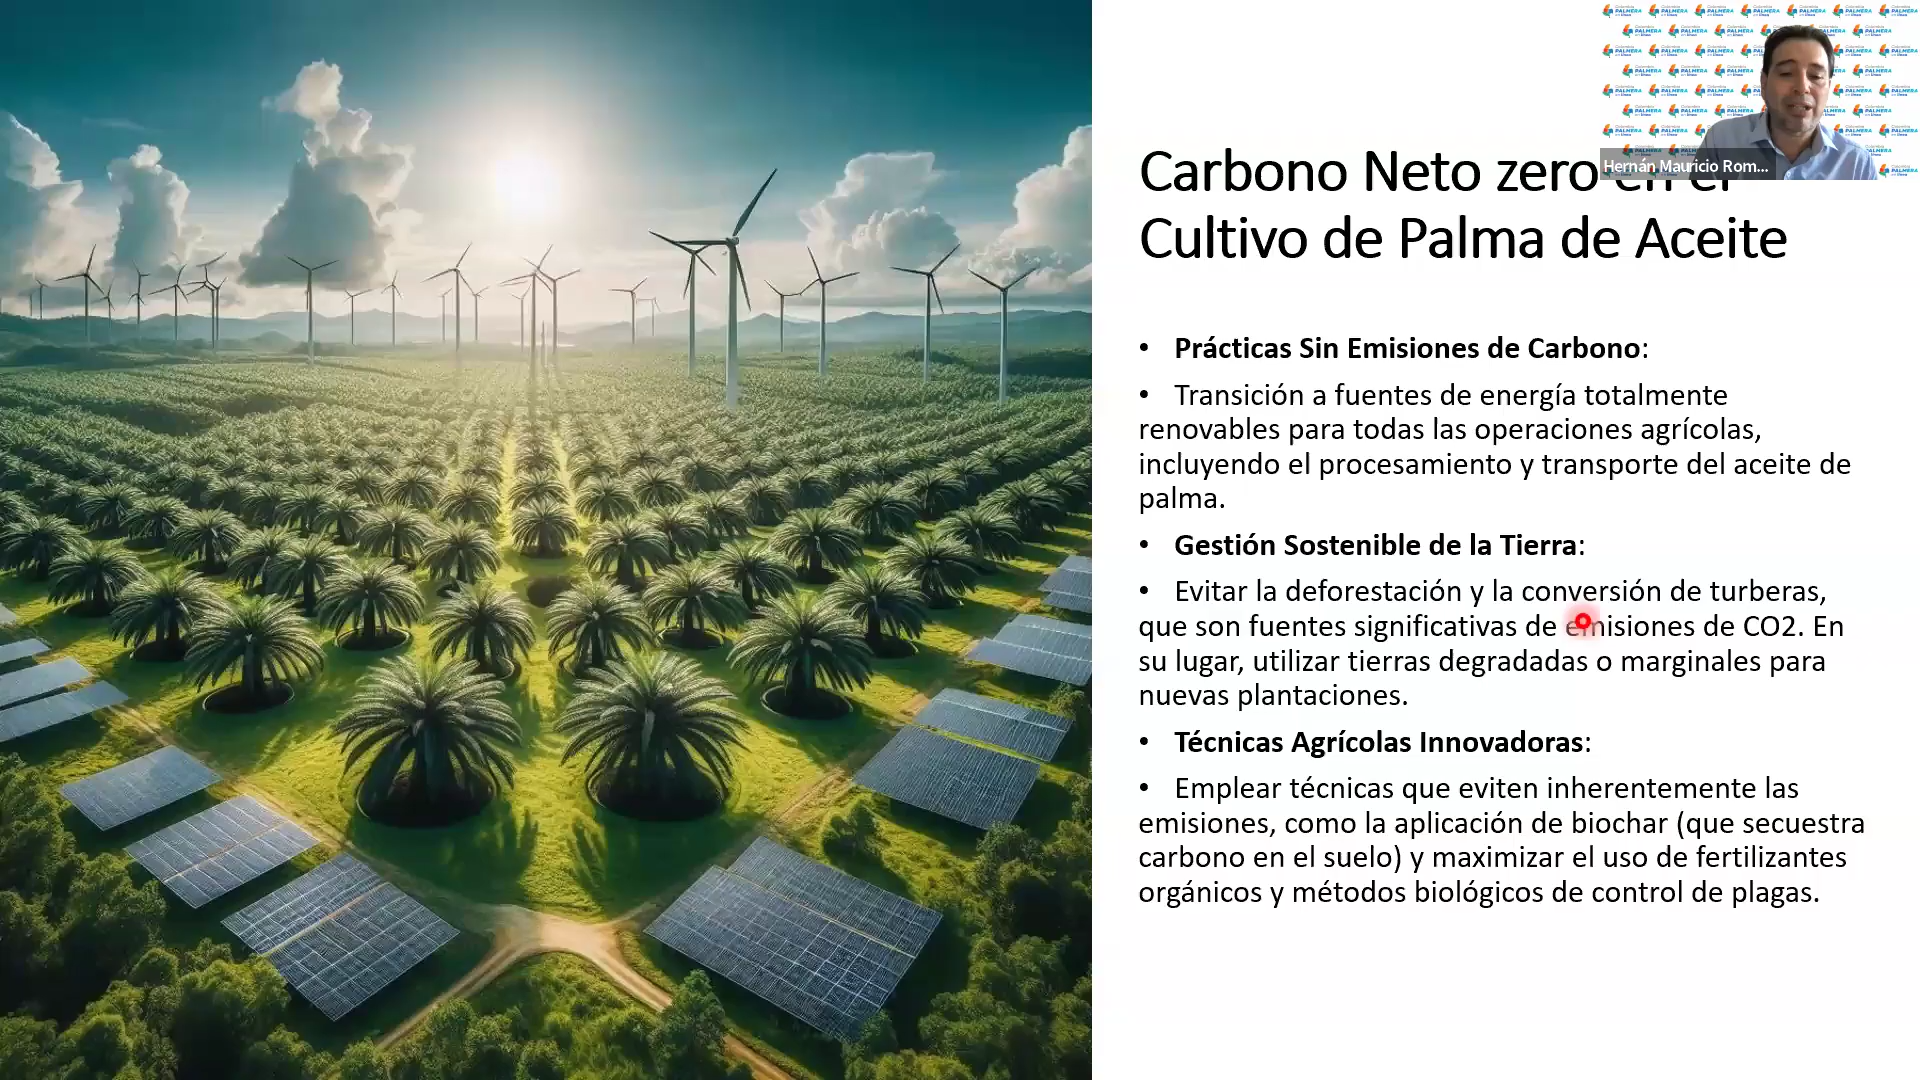 Carbono Neto zero en el
Cultivo de Palma de Aceite
Hernán Mauricio Rom...
• Prácticas Sin Emisiones de Carbono:
• Transición a fuentes de energía totalmente
renovables para todas las operaciones agrícolas,
incluyendo el procesamiento y transporte del aceite de
palma.
• Gestión Sostenible de la Tierra:
• Evitar la deforestación y la conversión de turberas,
que son fuentes significativas de emisiones de CO2. En
su lugar, utilizar tierras degradadas o marginales para
nuevas plantaciones.
• Técnicas Agrícolas Innovadoras:
• Emplear técnicas que eviten inherentemente las
emisiones, como la aplicación de biochar (que secuestra
carbono en el suelo) y maximizar el uso de fertilizantes
orgánicos y métodos biológicos de control de plagas.